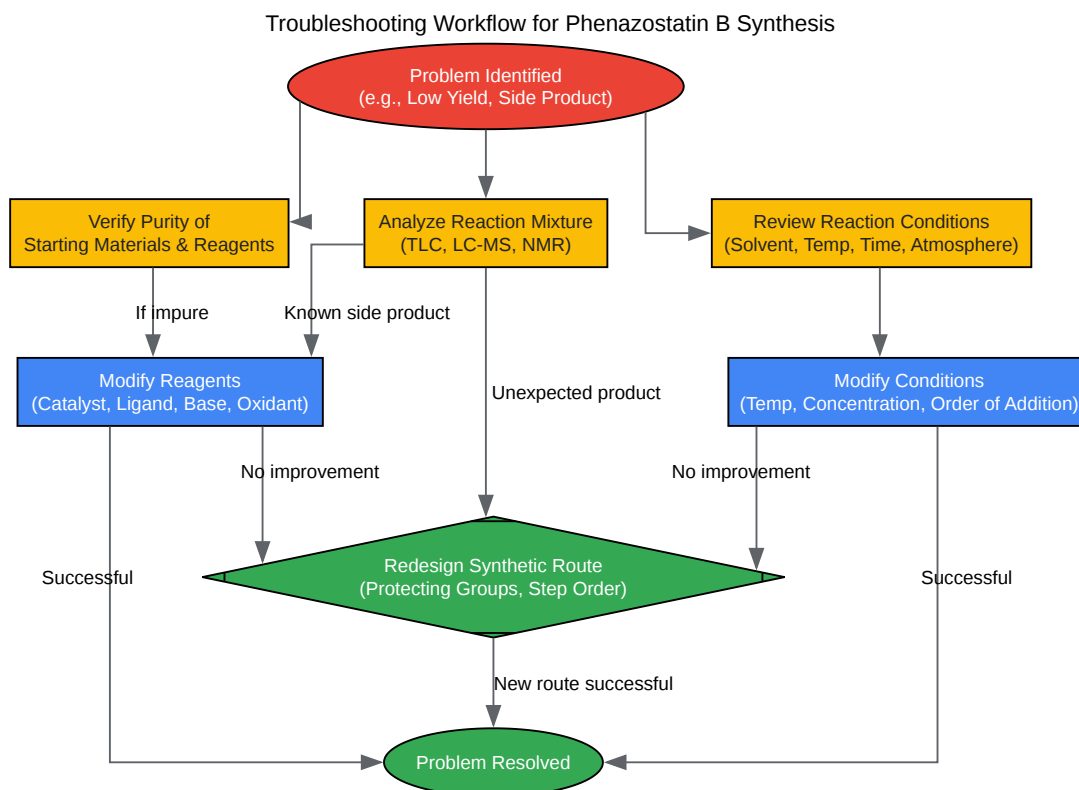 Troubleshooting Workflow for Phenazostatin B Synthesis
Problem Identified
(e.g., Low Yield, Side Product)
Verify Purity of
Starting Materials & Reagents
Analyze Reaction Mixture
(TLC, LC-MS, NMR)
Review Reaction Conditions
(Solvent, Temp, Time, Atmosphere)
If impure
Known side product
Modify Reagents
(Catalyst, Ligand, Base, Oxidant)
Unexpected product
Modify Conditions
(Temp, Concentration, Order of Addition)
No improvement
No improvement
Successful
Redesign Synthetic Route
(Protecting Groups, Step Order)
Successful
New route successful
Problem Resolved